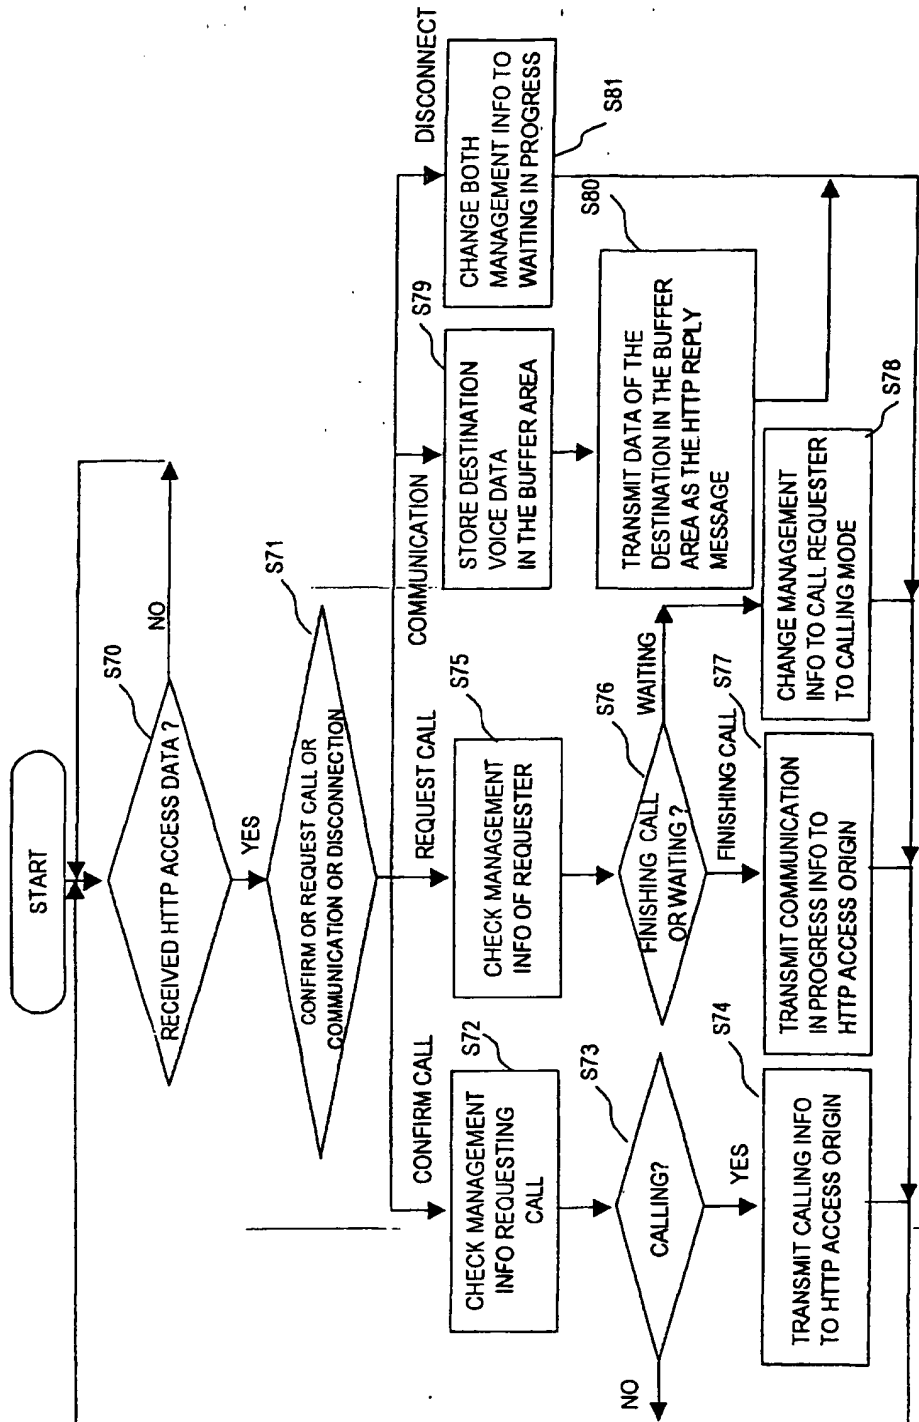 START
S70
RECEIVED HTTP ACCESS DATA ?
NO
YES
S71
CONFIRM OR REQUEST CALL OR
COMMUNICATION OR DISCONNECTION
CONFIRM CALL
REQUEST CALL
COMMUNICATION
DISCONNECT
S72
CHECK MANAGEMENT
INFO REQUESTING
CALL
S75
CHECK MANAGEMENT
INFO OF REQUESTER
S79
STORE DESTINATION
VOICE DATA
IN THE BUFFER AREA
CHANGE BOTH
MANAGEMENT INFO TO
WAITING IN PROGRESS
S81
S73
CALLING?
NO
YES
S76
FINISHING CALL
OR WAITING ?
WAITING
FINISHING CALL
S80
TRANSMIT DATA OF THE
DESTINATION IN THE BUFFER
AREA AS THE HTTP REPLY
MESSAGE
S74
TRANSMIT CALLING INFO
TO HTTP ACCESS ORIGIN
S77
TRANSMIT COMMUNICATION
IN PROGRESS INFO TO
HTTP ACCESS ORIGIN
CHANGE MANAGEMENT
INFO TO CALL REQUESTER
TO CALLING MODE
S78